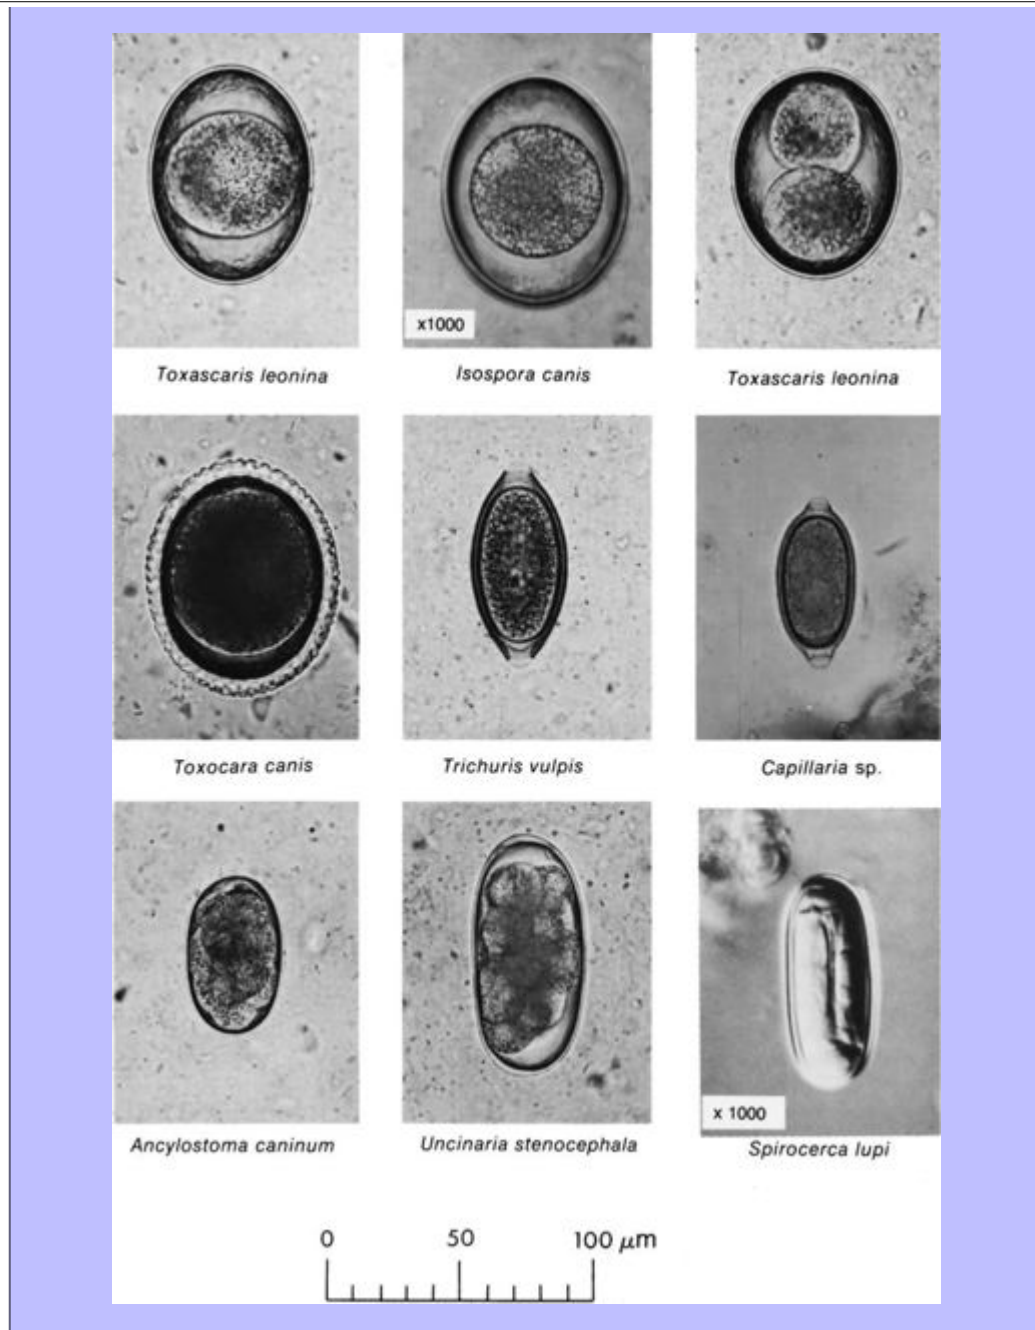 x1000
Toxascaris leonina
Isospora canis
Toxascaris leonina
Toxocara canis
Trichuris vulpis
Capillaria sp.
x 1000
Ancylostoma caninum
Uncinaria stenocephala
Spirocerca lupi
0 50 100 μm